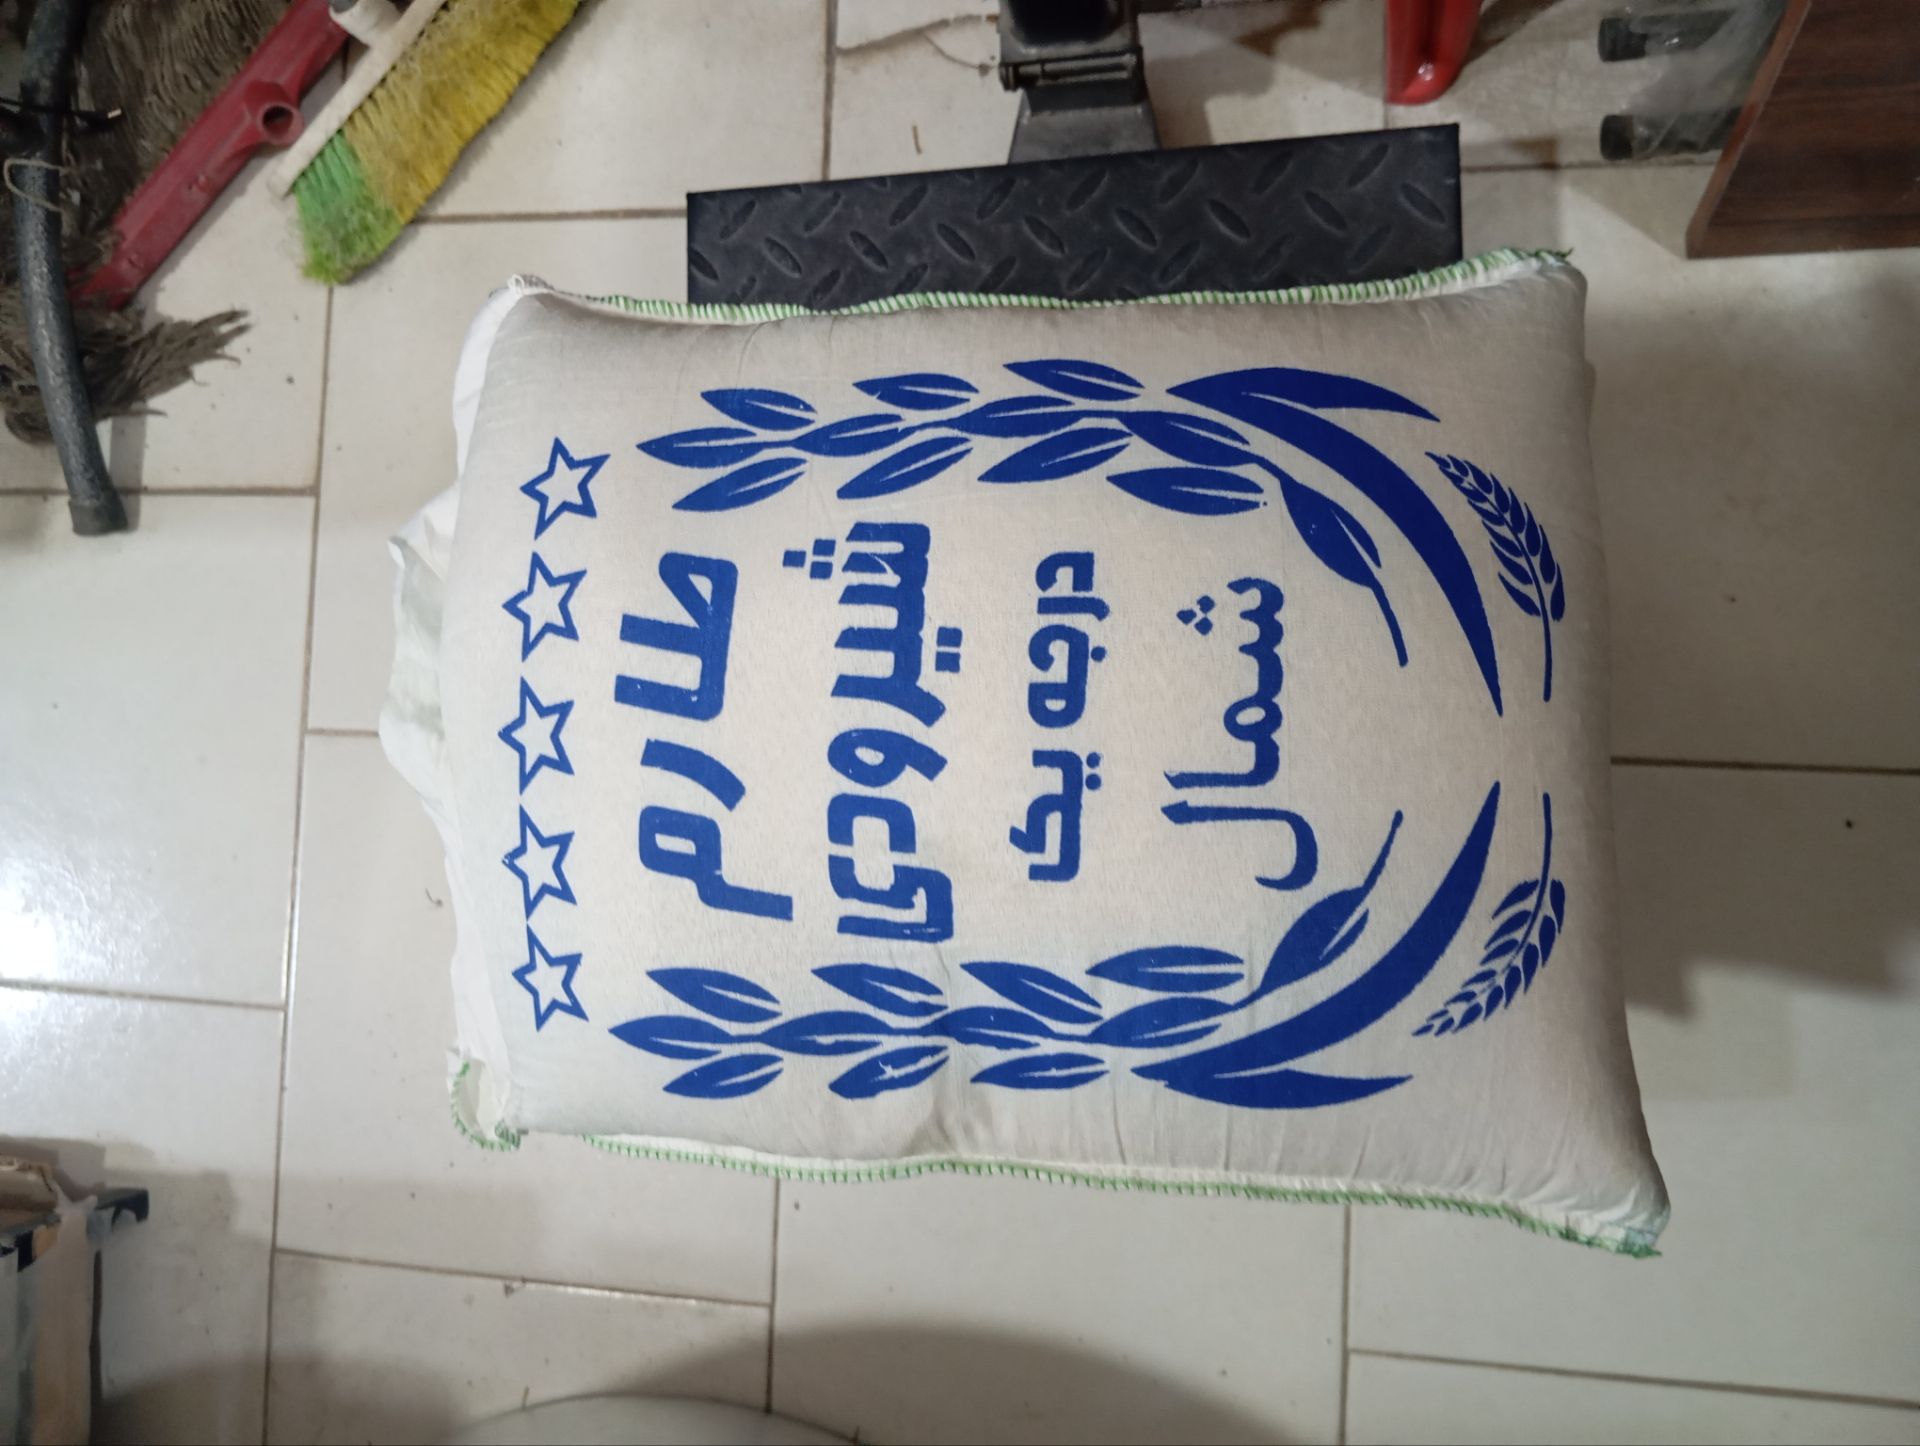 طارم
شیرودی
درجه یک
شمال